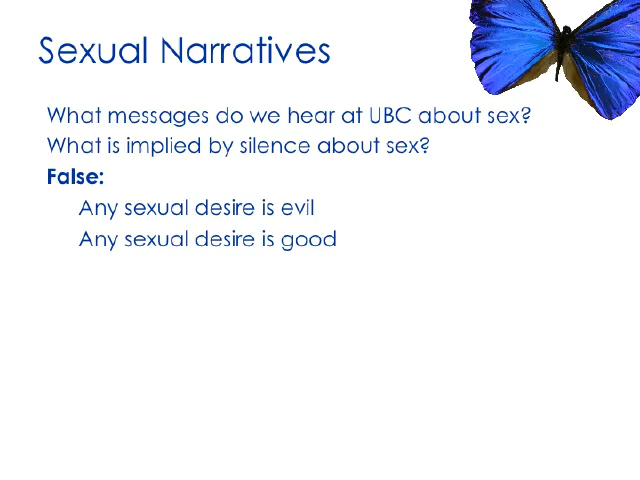 Sexual Narratives
What messages do we hear at UBC about sex?
What is implied by silence about sex?
False:
Any sexual desire is evil
Any sexual desire is good